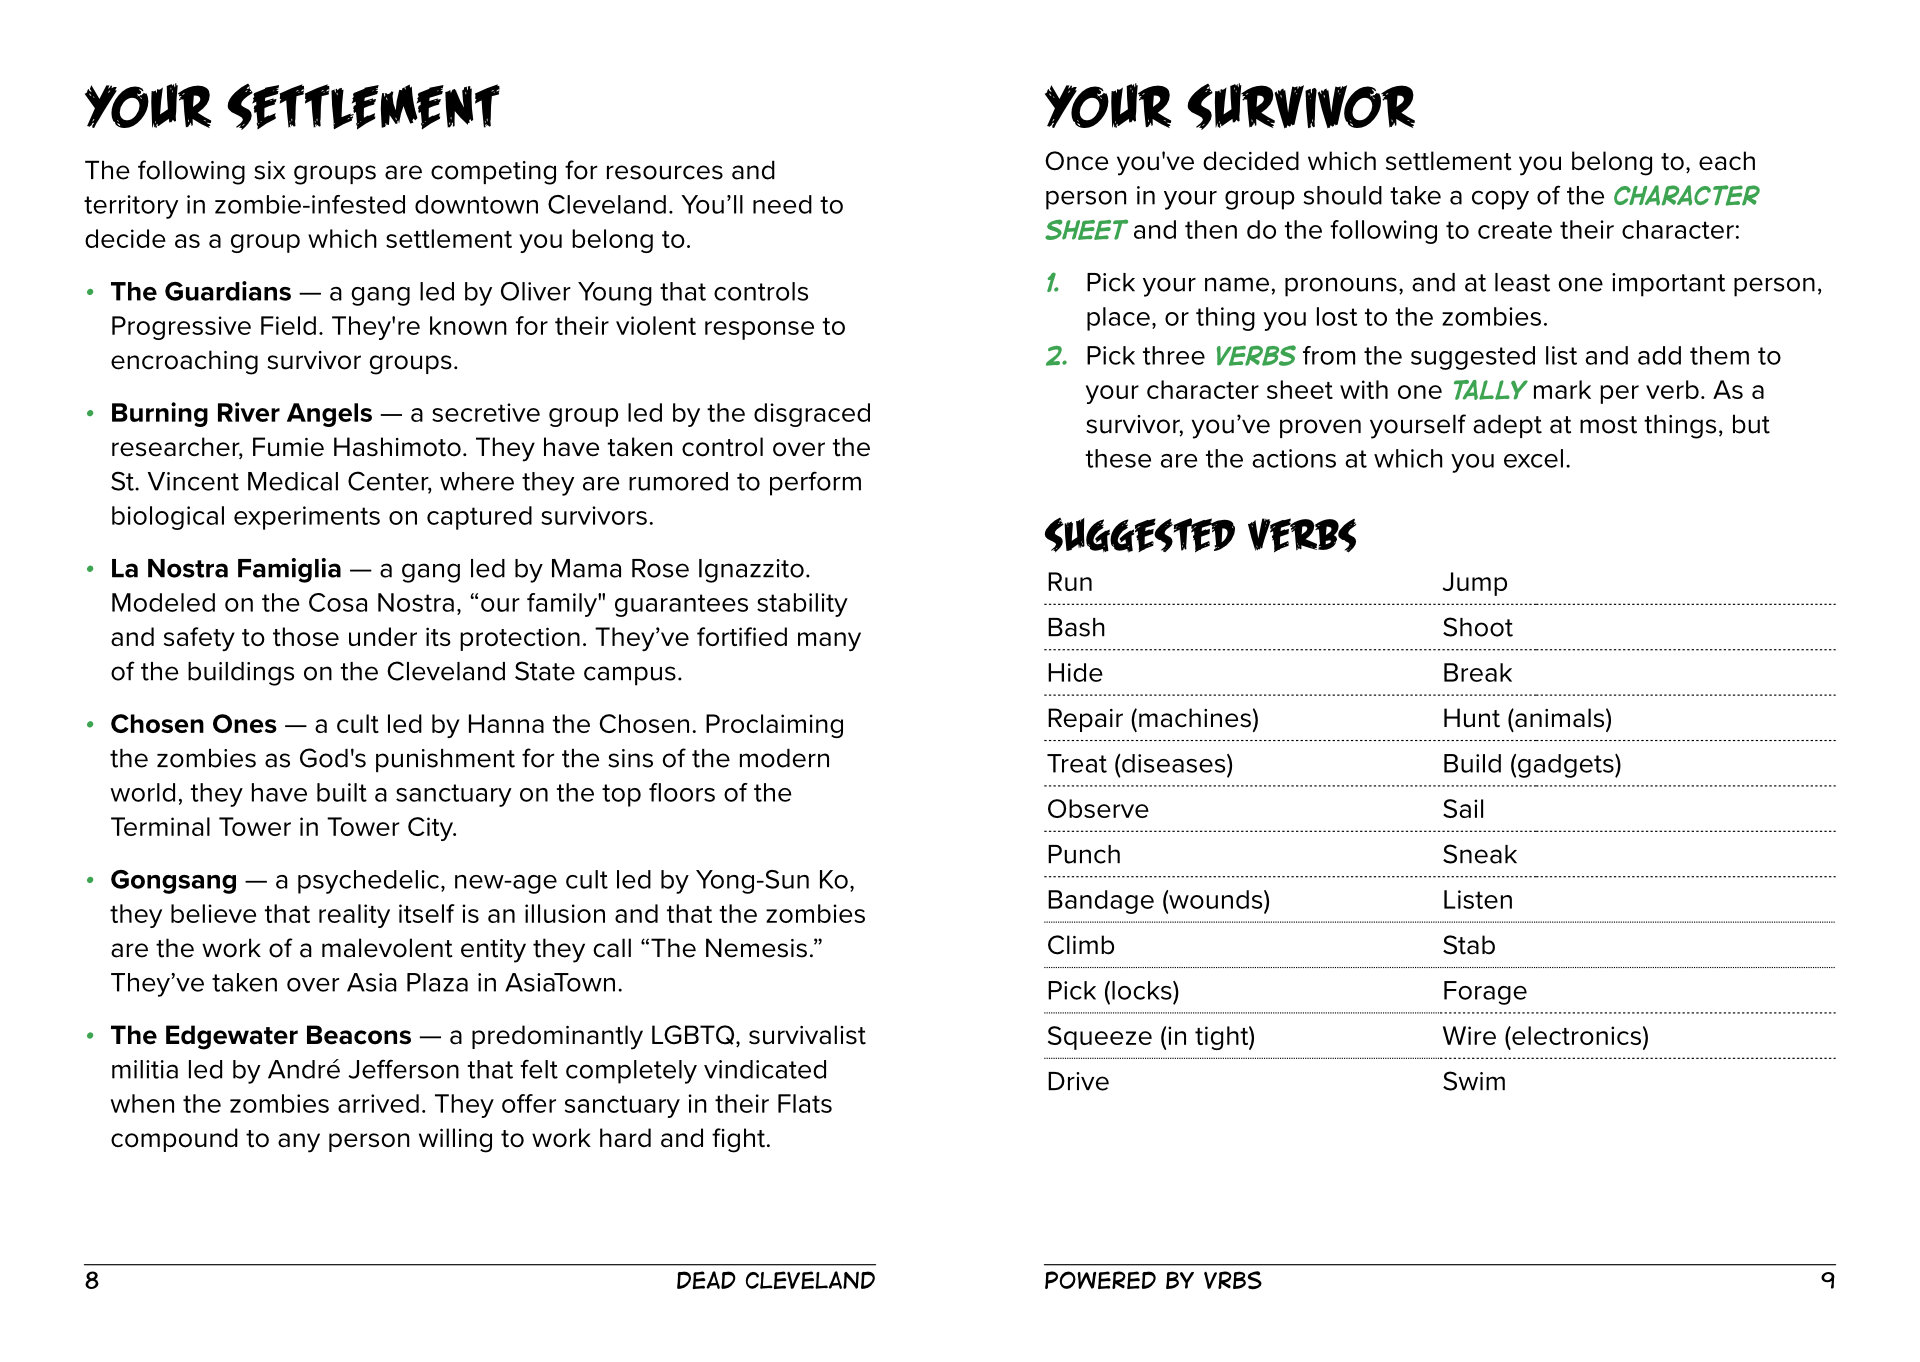 YOUR SETTLEMENT
The following six groups are competing for resources and
territory in zombie-infested downtown Cleveland. You’ll need to
decide as a group which settlement you belong to.
• The Guardians — a gang led by Oliver Young that controls
Progressive Field. They're known for their violent response to
encroaching survivor groups.
• Burning River Angels — a secretive group led by the disgraced
researcher, Fumie Hashimoto. They have taken control over the
St. Vincent Medical Center, where they are rumored to perform
biological experiments on captured survivors.
• La Nostra Famiglia — a gang led by Mama Rose Ignazzito.
Modeled on the Cosa Nostra, “our family" guarantees stability
and safety to those under its protection. They’ve fortified many
of the buildings on the Cleveland State campus.
• Chosen Ones — a cult led by Hanna the Chosen. Proclaiming
the zombies as God's punishment for the sins of the modern
world, they have built a sanctuary on the top floors of the
Terminal Tower in Tower City.
• Gongsang — a psychedelic, new-age cult led by Yong-Sun Ko,
they believe that reality itself is an illusion and that the zombies
are the work of a malevolent entity they call “The Nemesis.”
They’ve taken over Asia Plaza in AsiaTown.
• The Edgewater Beacons — a predominantly LGBTQ, survivalist
militia led by André Jefferson that felt completely vindicated
when the zombies arrived. They offer sanctuary in their Flats
compound to any person willing to work hard and fight.
8 DEAD CLEVELAND
YOUR SURVIVOR
Once you've decided which settlement you belong to, each
person in your group should take a copy of the CHARACTER
SHEET and then do the following to create their character:
1. Pick your name, pronouns, and at least one important person,
place, or thing you lost to the zombies.
2. Pick three VERBS from the suggested list and add them to
your character sheet with one TALLY mark per verb. As a
survivor, you’ve proven yourself adept at most things, but
these are the actions at which you excel.
SUGGESTED VERBS
Run Jump
Bash Shoot
Hide Break
Repair (machines) Hunt (animals)
Treat (diseases) Build (gadgets)
Observe Sail
Punch Sneak
Bandage (wounds) Listen
Climb Stab
Pick (locks) Forage
Squeeze (in tight) Wire (electronics)
Drive Swim
POWERED BY VRBS 9